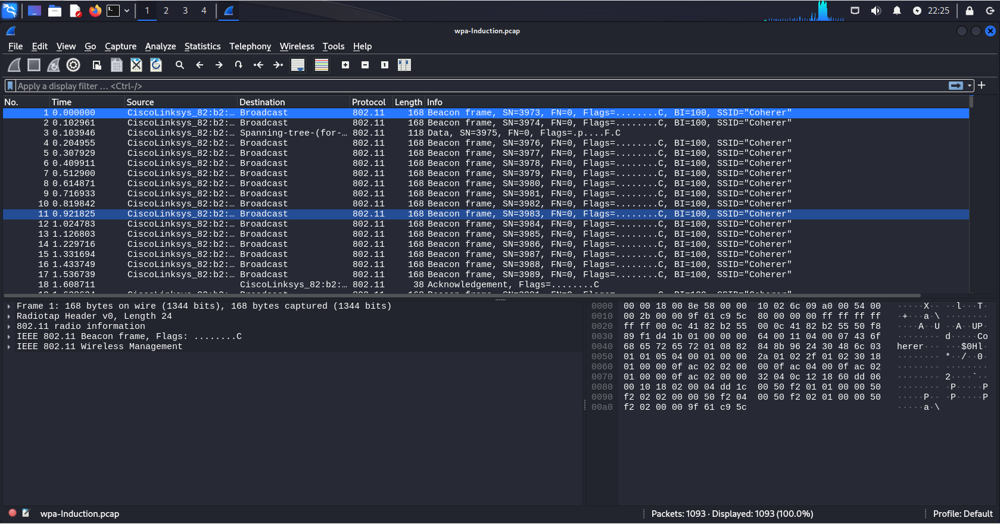 1 2 3 4 22:25
wpa-Induction.pcap
File Edit View Go Capture Analyze Statistics Telephony Wireless Tools Help
Apply a display filter … <Ctrl-/>
No. Time Source Destination Protocol Length Info
1 0.000000 CiscoLinksys_82:b2:… Broadcast 802.11 168 Beacon frame, SN=3973, FN=0, Flags=........C, BI=100, SSID="Coherer"
2 0.102961 CiscoLinksys_82:b2:… Broadcast 802.11 168 Beacon frame, SN=3974, FN=0, Flags=........C, BI=100, SSID="Coherer"
3 0.103946 CiscoLinksys_82:b2:… Spanning-tree-(for-… 802.11 118 Data, SN=3975, FN=0, Flags=.p....F.C
4 0.204955 CiscoLinksys_82:b2:… Broadcast 802.11 168 Beacon frame, SN=3976, FN=0, Flags=........C, BI=100, SSID="Coherer"
5 0.307929 CiscoLinksys_82:b2:… Broadcast 802.11 168 Beacon frame, SN=3977, FN=0, Flags=........C, BI=100, SSID="Coherer"
6 0.409911 CiscoLinksys_82:b2:… Broadcast 802.11 168 Beacon frame, SN=3978, FN=0, Flags=........C, BI=100, SSID="Coherer"
7 0.512900 CiscoLinksys_82:b2:… Broadcast 802.11 168 Beacon frame, SN=3979, FN=0, Flags=........C, BI=100, SSID="Coherer"
8 0.614871 CiscoLinksys_82:b2:… Broadcast 802.11 168 Beacon frame, SN=3980, FN=0, Flags=........C, BI=100, SSID="Coherer"
9 0.716933 CiscoLinksys_82:b2:… Broadcast 802.11 168 Beacon frame, SN=3981, FN=0, Flags=........C, BI=100, SSID="Coherer"
10 0.819842 CiscoLinksys_82:b2:… Broadcast 802.11 168 Beacon frame, SN=3982, FN=0, Flags=........C, BI=100, SSID="Coherer"
11 0.921825 CiscoLinksys_82:b2:… Broadcast 802.11 168 Beacon frame, SN=3983, FN=0, Flags=........C, BI=100, SSID="Coherer"
12 1.024783 CiscoLinksys_82:b2:… Broadcast 802.11 168 Beacon frame, SN=3984, FN=0, Flags=........C, BI=100, SSID="Coherer"
13 1.126803 CiscoLinksys_82:b2:… Broadcast 802.11 168 Beacon frame, SN=3985, FN=0, Flags=........C, BI=100, SSID="Coherer"
14 1.229716 CiscoLinksys_82:b2:… Broadcast 802.11 168 Beacon frame, SN=3986, FN=0, Flags=........C, BI=100, SSID="Coherer"
15 1.331694 CiscoLinksys_82:b2:… Broadcast 802.11 168 Beacon frame, SN=3987, FN=0, Flags=........C, BI=100, SSID="Coherer"
16 1.433749 CiscoLinksys_82:b2:… Broadcast 802.11 168 Beacon frame, SN=3988, FN=0, Flags=........C, BI=100, SSID="Coherer"
17 1.536739 CiscoLinksys_82:b2:… Broadcast 802.11 168 Beacon frame, SN=3989, FN=0, Flags=........C, BI=100, SSID="Coherer"
18 1.608711 CiscoLinksys_82:b2:… 802.11 38 Acknowledgement, Flags=........C
Frame 1: 168 bytes on wire (1344 bits), 168 bytes captured (1344 bits)
Radiotap Header v0, Length 24
802.11 radio information
IEEE 802.11 Beacon frame, Flags: ........C
IEEE 802.11 Wireless Management
0000 00 00 18 00 8e 58 00 00 10 02 6c 09 a0 00 54 00 ·····X·· ··l···T·
0010 00 2b 00 00 9f 61 c9 5c 80 00 00 00 ff ff ff ff ·+···a·\ ········
0020 ff ff 00 0c 41 82 b2 55 00 0c 41 82 b2 55 50 f8 ····A··U ··A··UP·
0030 89 f1 d4 1b 01 00 00 00 64 00 11 04 00 07 43 6f ········ d·····Co
0040 68 65 72 65 72 01 08 82 84 8b 96 24 30 48 6c 03 herer··· ···$0Hl·
0050 01 01 05 04 00 01 00 00 2a 01 02 2f 01 02 30 18 ········ *··/··0·
0060 01 00 00 0f ac 02 02 00 00 0f ac 04 00 0f ac 02 ········ ········
0070 01 00 00 0f ac 02 00 00 32 04 0c 12 18 60 dd 06 ········ 2····`··
0080 00 10 18 02 00 04 dd 1c 00 50 f2 01 01 00 00 50 ········ ·P·····P
0090 f2 02 02 00 00 50 f2 04 00 50 f2 02 01 00 00 50 ·····P·· ·P·····P
00a0 f2 02 00 00 9f 61 c9 5c ·····a·\
wpa-Induction.pcap Packets: 1093 · Displayed: 1093 (100.0%) Profile: Default